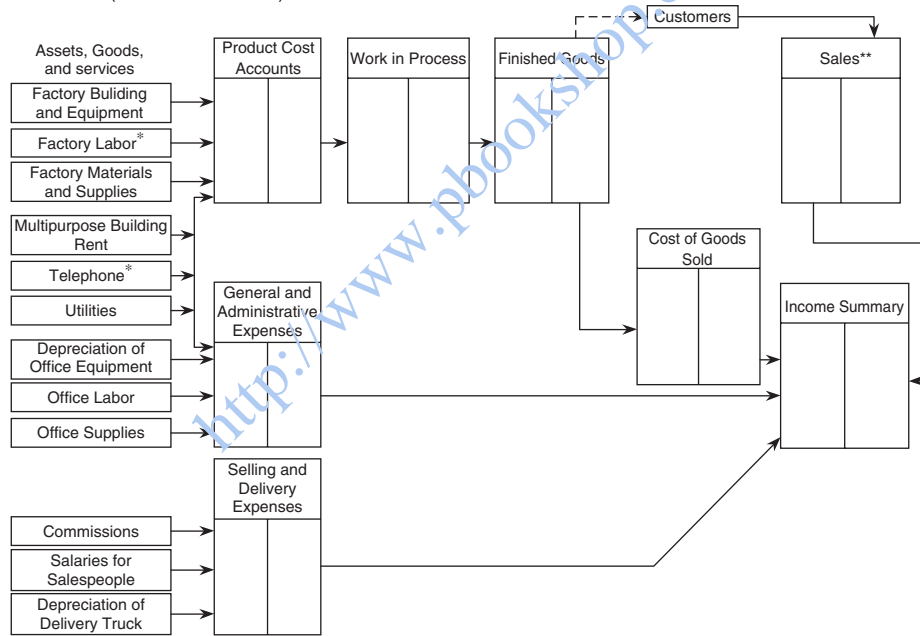 Customers
Assets, Goods,
and services
Product Cost
Accounts
Work in Process
Finished Goods
Sales**
Factory Buliding
and Equipment
Factory Labor*
Factory Materials
and Supplies
Multipurpose Building
Rent
Telephone*
Utilities
Cost of Goods
Sold
General and
Administrative
Expenses
Income Summary
Depreciation of
Office Equipment
Office Labor
Office Supplies
Selling and
Delivery
Expenses
Commissions
Salaries for
Salespeople
Depreciation of
Delivery Truck
http://www.pbookshop.c